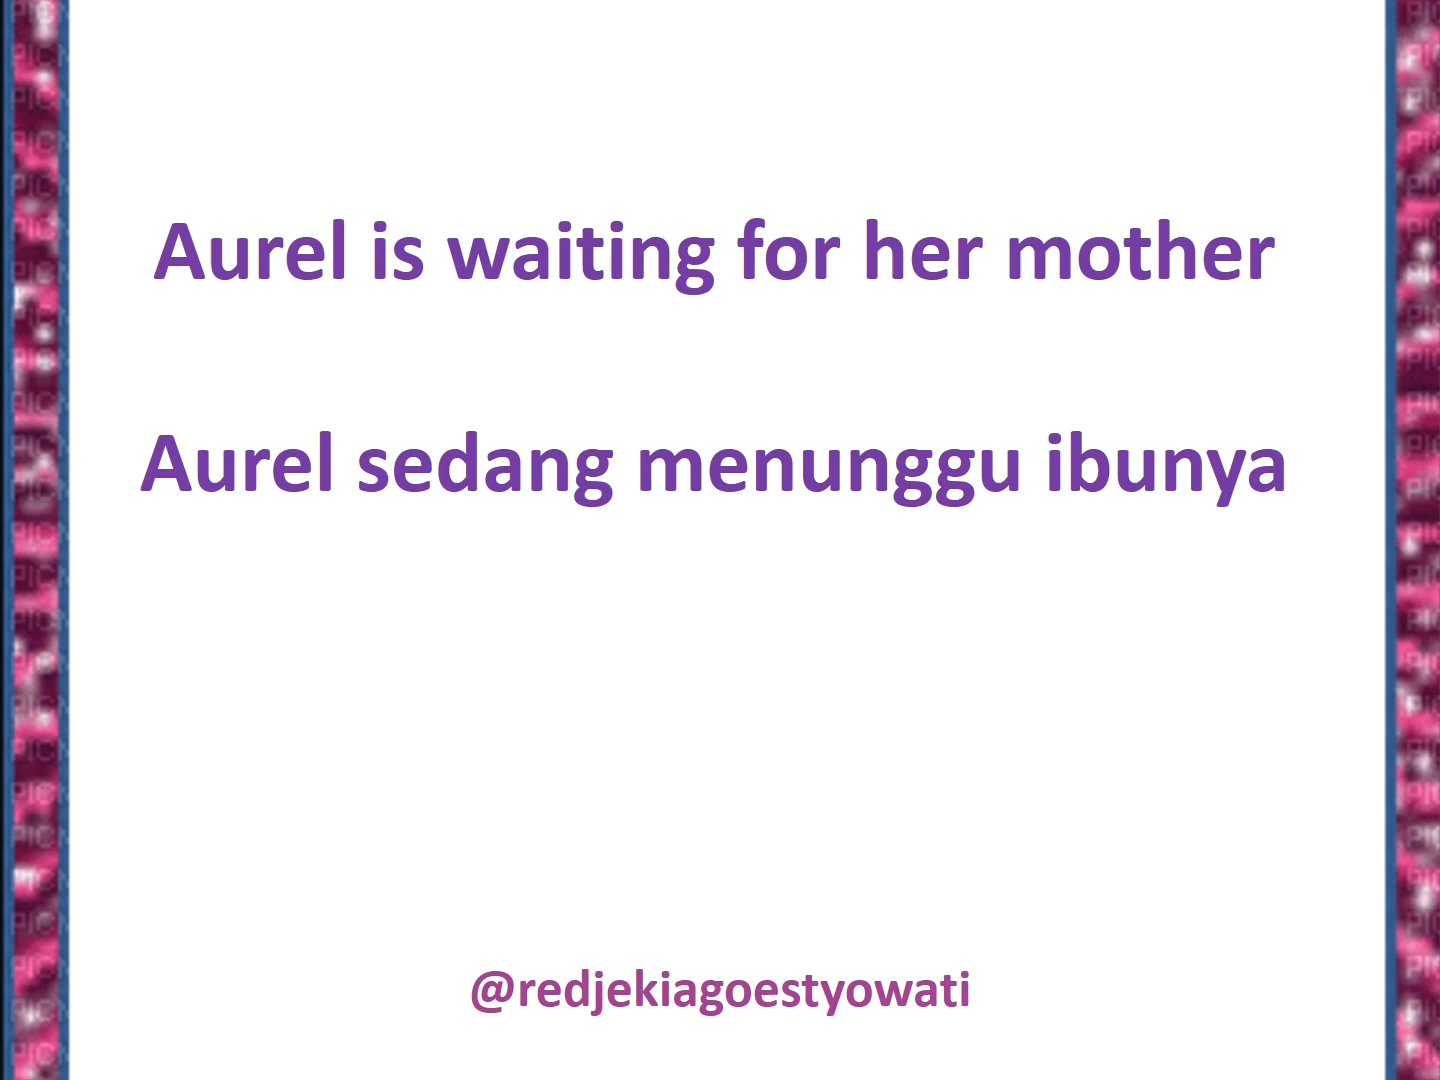 Aurel is waiting for her mother
Aurel sedang menunggu ibunya
@redjekiagoestyowati